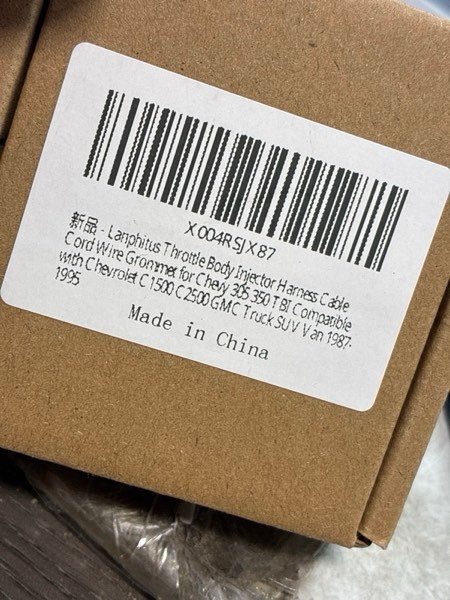 X004RSJX87
新品 - Lanphitus Throttle Body Injector Harness Cable
Cord Wire Grommet for Chevy 305 350 TBI Compatible
with Chevrolet C1500 C2500 GMC Truck SUV Van 1987-
1995
Made in China